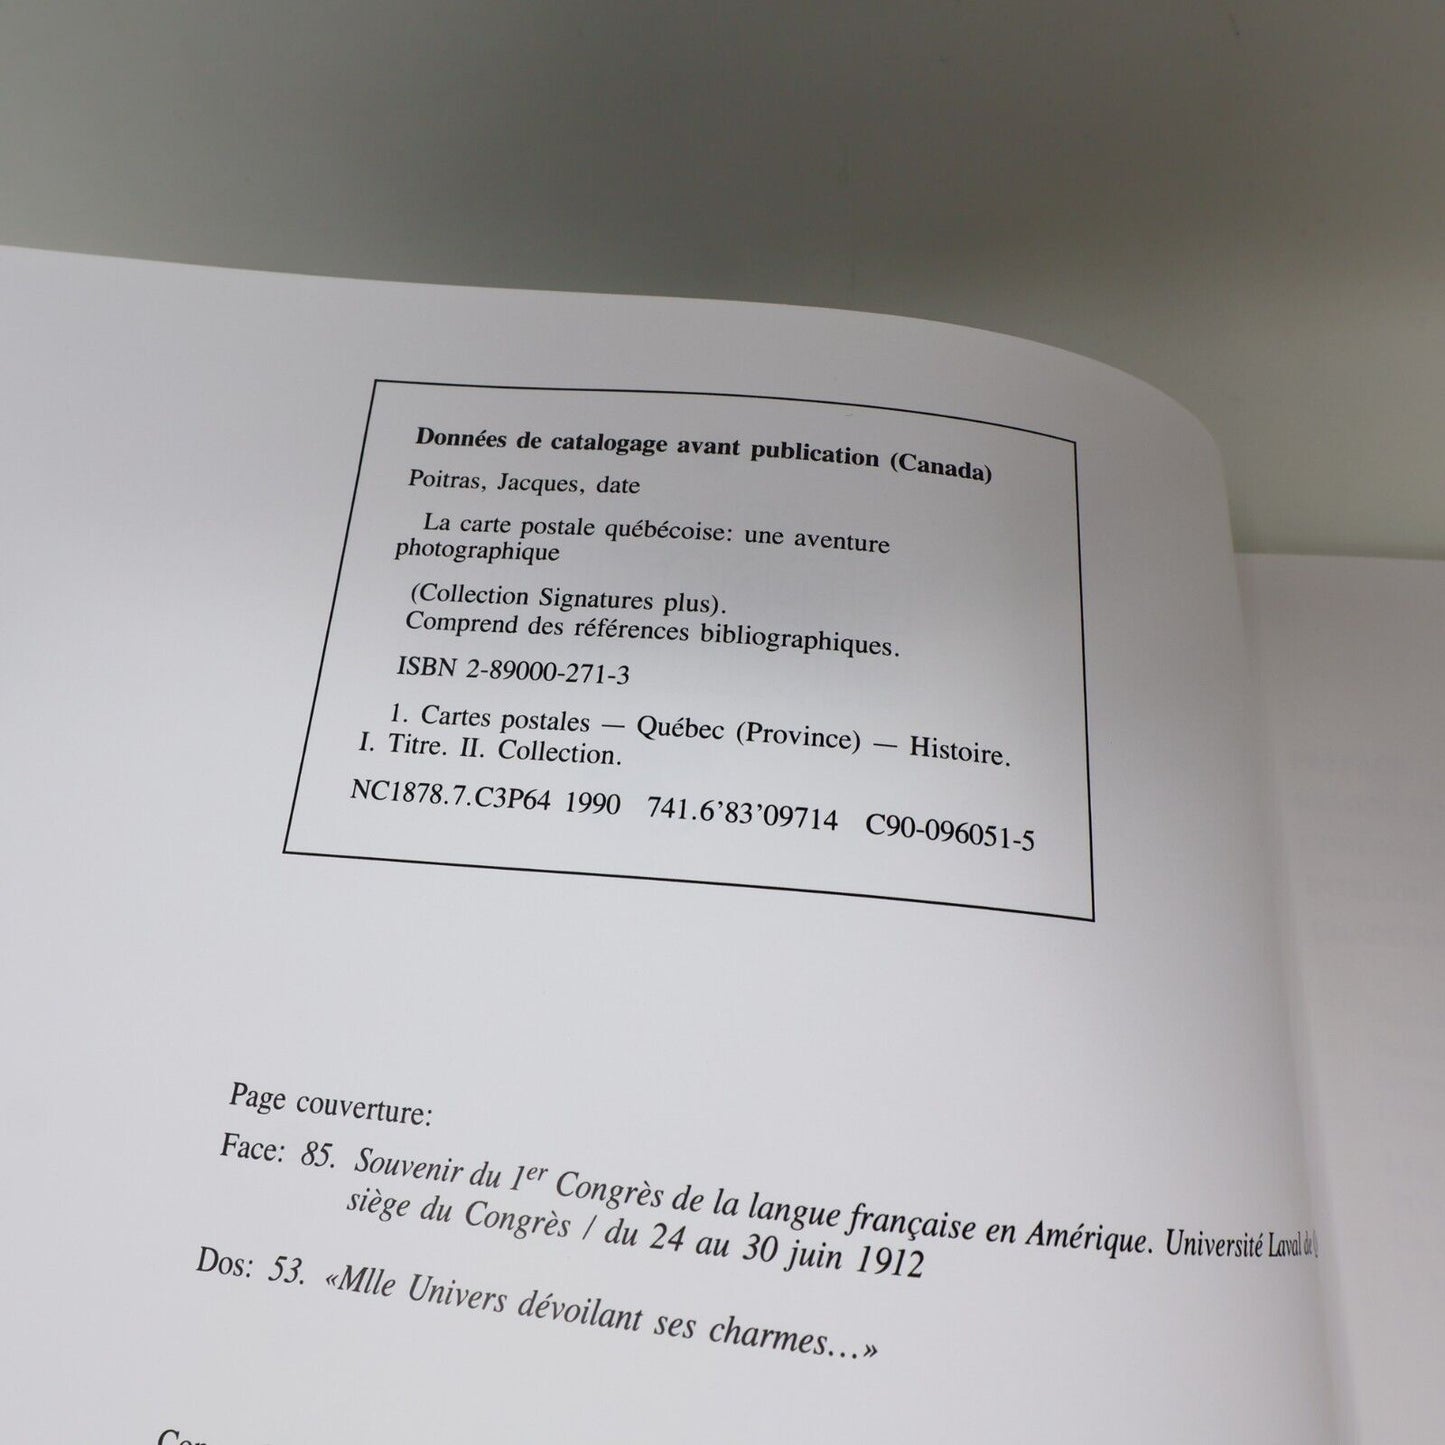 Données de catalogage avant publication (Canada)
Poitras, Jacques, date
La carte postale québécoise: une aventure
photographique
(Collection Signatures plus).
Comprend des références bibliographiques.
ISBN 2-89000-271-3
1. Cartes postales — Québec (Province) — Histoire.
I. Titre. II. Collection.
NC1878.7.C3P64 1990 741.6'83'09714 C90-096051-5
Page couverture:
Face: 85. Souvenir du 1er Congrès de la langue française en Amérique. Université Laval de
siège du Congrès / du 24 au 30 juin 1912
Dos: 53. «Mlle Univers dévoilant ses charmes...»